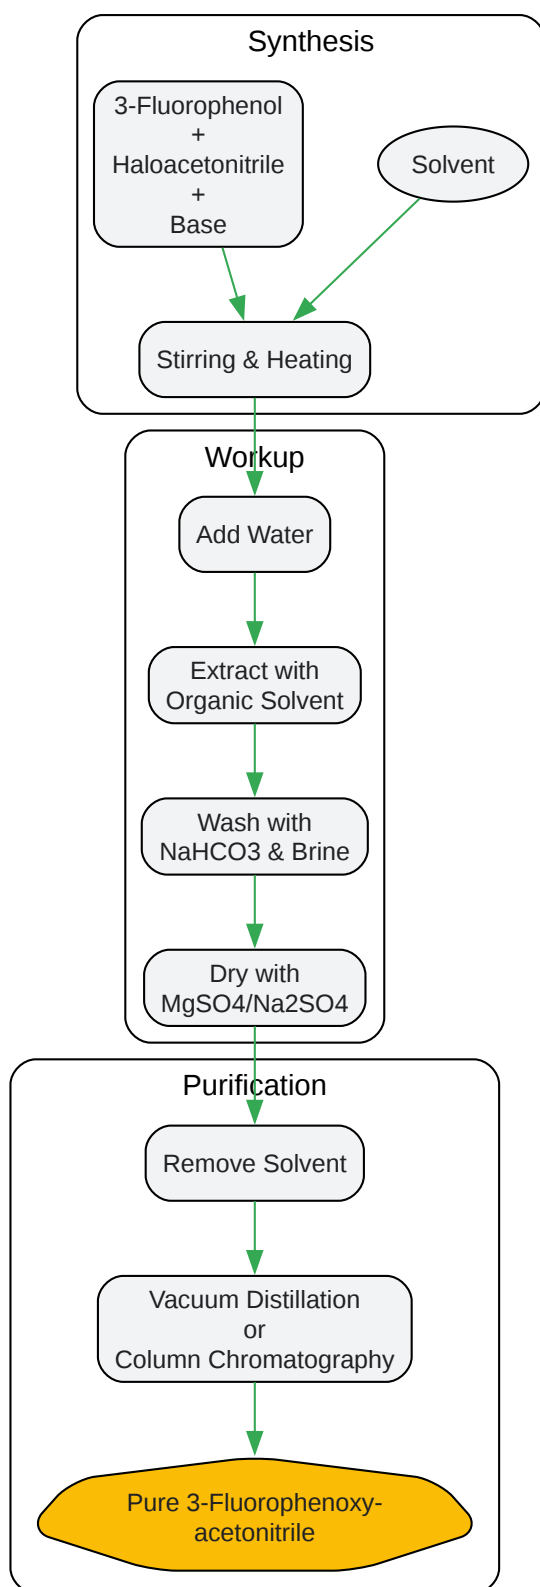 Synthesis
3-Fluorophenol
+
Haloacetonitrile
+
Base
Solvent
Stirring & Heating
Workup
Add Water
Extract with
Organic Solvent
Wash with
NaHCO3 & Brine
Dry with
MgSO4/Na2SO4
Purification
Remove Solvent
Vacuum Distillation
or
Column Chromatography
Pure 3-Fluorophenoxy-
acetonitrile